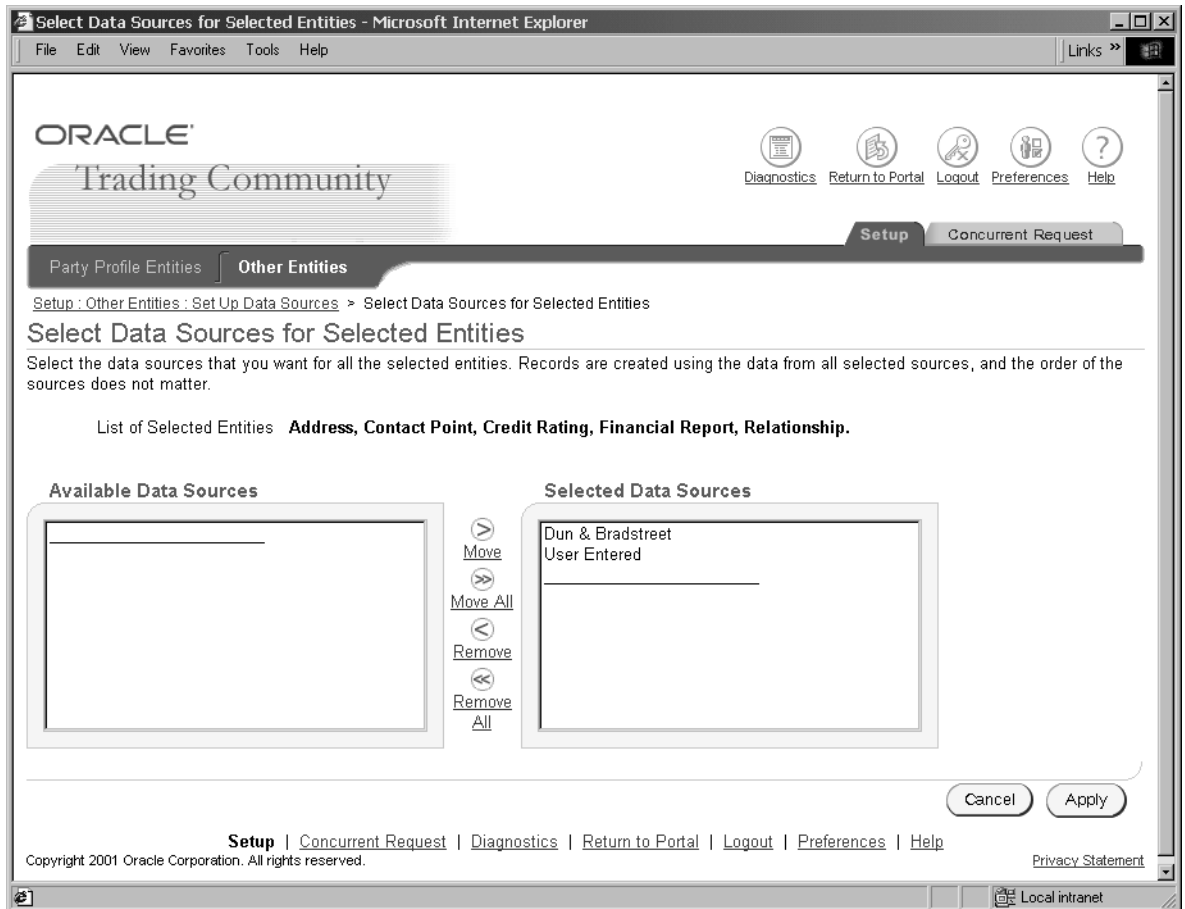 Select Data Sources for Selected Entities - Microsoft Internet Explorer
File Edit View Favorites Tools Help Links »
ORACLE
Trading Community
Diagnostics Return to Portal Logout Preferences Help
Setup Concurrent Request
Party Profile Entities Other Entities
Setup : Other Entities : Set Up Data Sources > Select Data Sources for Selected Entities
Select Data Sources for Selected Entities
Select the data sources that you want for all the selected entities. Records are created using the data from all selected sources, and the order of the
sources does not matter.
List of Selected Entities Address, Contact Point, Credit Rating, Financial Report, Relationship.
Available Data Sources Selected Data Sources
Dun & Bradstreet
User Entered
Move
Move All
Remove
Remove
All
Cancel Apply
Setup | Concurrent Request | Diagnostics | Return to Portal | Logout | Preferences | Help
Copyright 2001 Oracle Corporation. All rights reserved. Privacy Statement
Local intranet